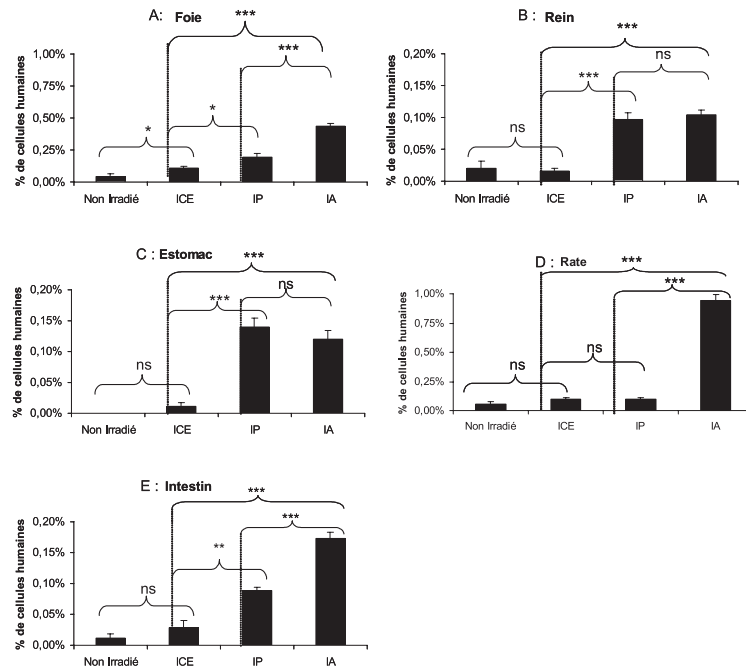 A: Foie
% de cellules humaines
1,00%
0,75%
0,50%
0,25%
0,00%
*
*
***
***
Non Irradié ICE IP IA
B : Rein
% de cellules humaines
0,20%
0,15%
0,10%
0,05%
0,00%
ns
***
ns
***
Non Irradié ICE IP IA
C : Estomac
% de cellules humaines
0,20%
0,15%
0,10%
0,05%
0,00%
ns
***
ns
***
Non Irradié ICE IP IA
D : Rate
% de cellules humaines
1,00%
0,75%
0,50%
0,25%
0,00%
ns
ns
***
***
Non Irradié ICE IP IA
E : Intestin
% de cellules humaines
0,20%
0,15%
0,10%
0,05%
0,00%
ns
**
***
***
Non Irradié ICE IP IA